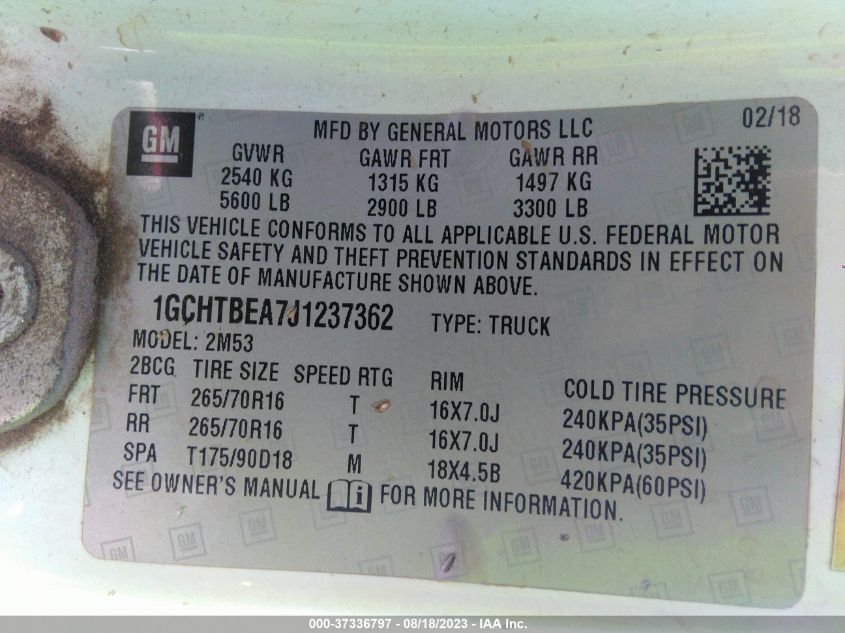 GM
MFD BY GENERAL MOTORS LLC
02/18
GVWR GAWR FRT GAWR RR
2540 KG 1315 KG 1497 KG
5600 LB 2900 LB 3300 LB
THIS VEHICLE CONFORMS TO ALL APPLICABLE U.S. FEDERAL MOTOR
VEHICLE SAFETY AND THEFT PREVENTION STANDARDS IN EFFECT ON
THE DATE OF MANUFACTURE SHOWN ABOVE.
1GCHTBEA7J1237362 TYPE: TRUCK
MODEL: 2M53
2BCG TIRE SIZE SPEED RTG RIM COLD TIRE PRESSURE
FRT 265/70R16 T 16X7.0J 240KPA(35PSI)
RR 265/70R16 T 16X7.0J 240KPA(35PSI)
SPA T175/90D18 M 18X4.5B 420KPA(60PSI)
SEE OWNER'S MANUAL FOR MORE INFORMATION.
000-37336797 - 08/18/2023 - IAA Inc.